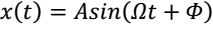 x(t) = Asin(Ωt + Φ)